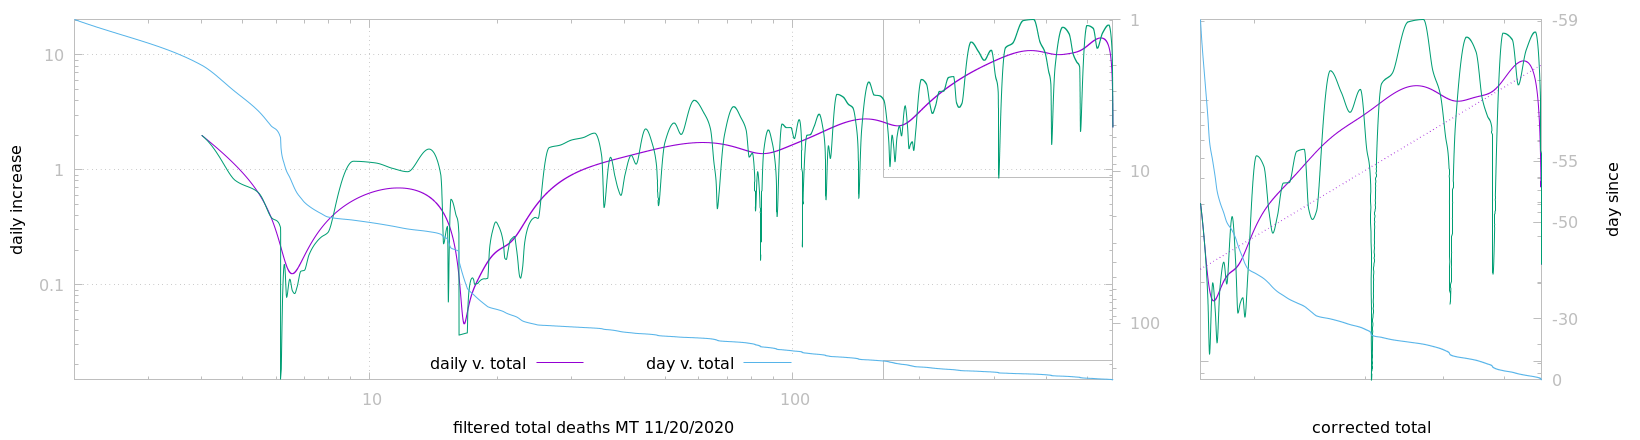 10
1
0.1
daily increase
10
100
1
10
100
daily v. total
day v. total
filtered total deaths MT 11/20/2020
-59
-55
-50
-30
0
day since
corrected total